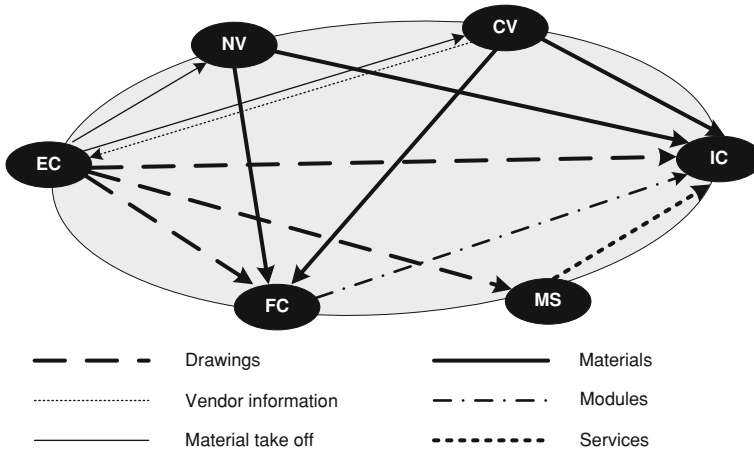 NV
CV
EC
IC
FC
MS
Drawings
Materials
Vendor information
Modules
Material take off
Services